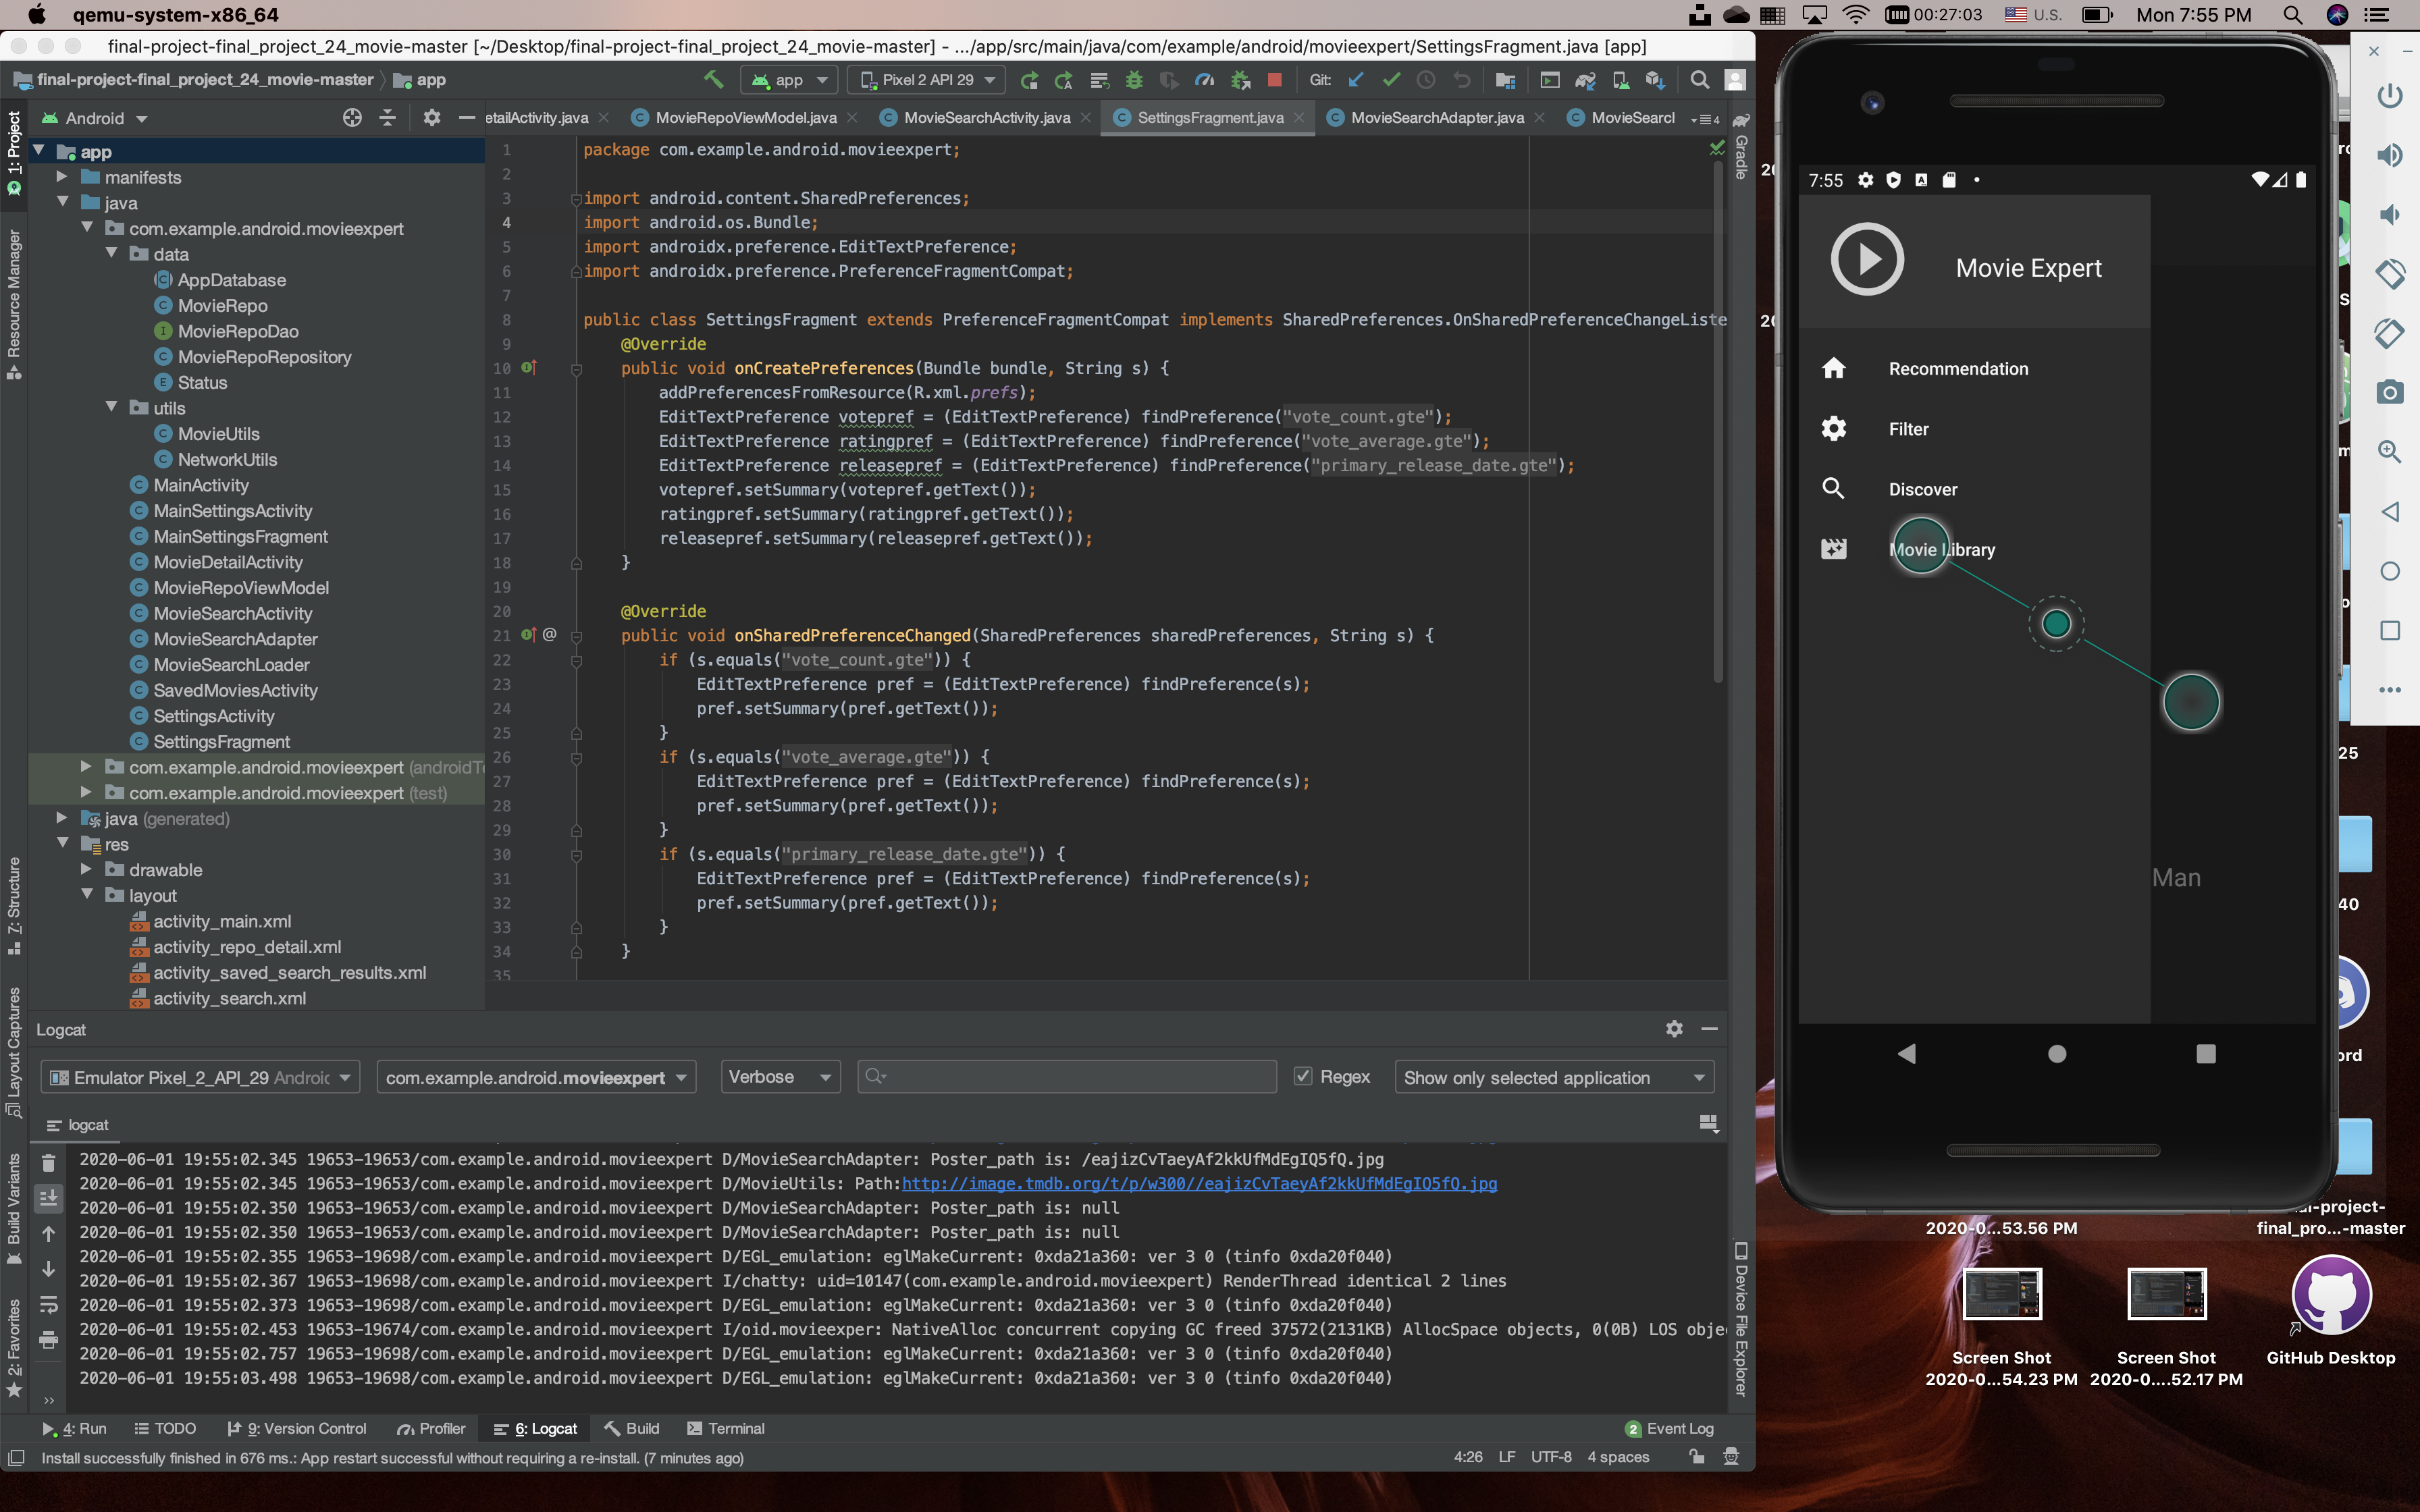 qemu-system-x86_64
00:27:03
U.S.
Mon 7:55 PM
final-project-final_project_24_movie-master [~/Desktop/final-project-final_project_24_movie-master] - .../app/src/main/java/com/example/android/movieexpert/SettingsFragment.java [app]
final-project-final_project_24_movie-master
app
app
Pixel 2 API 29
Git:
Android
etailActivity.java
MovieRepoViewModel.java
MovieSearchActivity.java
SettingsFragment.java
MovieSearchAdapter.java
MovieSearcl
4
1: Project
Resource Manager
7: Structure
Layout Captures
Build Variants
2: Favorites
Gradle
Device File Explorer
app
manifests
java
com.example.android.movieexpert
data
AppDatabase
MovieRepo
MovieRepoDao
MovieRepoRepository
Status
utils
MovieUtils
NetworkUtils
MainActivity
MainSettingsActivity
MainSettingsFragment
MovieDetailActivity
MovieRepoViewModel
MovieSearchActivity
MovieSearchAdapter
MovieSearchLoader
SavedMoviesActivity
SettingsActivity
SettingsFragment
com.example.android.movieexpert (androidTe
com.example.android.movieexpert (test)
java (generated)
res
drawable
layout
activity_main.xml
activity_repo_detail.xml
activity_saved_search_results.xml
activity_search.xml
1 package com.example.android.movieexpert;
2
3 import android.content.SharedPreferences;
4 import android.os.Bundle;
5 import androidx.preference.EditTextPreference;
6 import androidx.preference.PreferenceFragmentCompat;
7
8 public class SettingsFragment extends PreferenceFragmentCompat implements SharedPreferences.OnSharedPreferenceChangeListe
9 @Override
10 public void onCreatePreferences(Bundle bundle, String s) {
11 addPreferencesFromResource(R.xml.prefs);
12 EditTextPreference votepref = (EditTextPreference) findPreference("vote_count.gte");
13 EditTextPreference ratingpref = (EditTextPreference) findPreference("vote_average.gte");
14 EditTextPreference releasepref = (EditTextPreference) findPreference("primary_release_date.gte");
15 votepref.setSummary(votepref.getText());
16 ratingpref.setSummary(ratingpref.getText());
17 releasepref.setSummary(releasepref.getText());
18 }
19
20 @Override
21 @ public void onSharedPreferenceChanged(SharedPreferences sharedPreferences, String s) {
22 if (s.equals("vote_count.gte")) {
23 EditTextPreference pref = (EditTextPreference) findPreference(s);
24 pref.setSummary(pref.getText());
25 }
26 if (s.equals("vote_average.gte")) {
27 EditTextPreference pref = (EditTextPreference) findPreference(s);
28 pref.setSummary(pref.getText());
29 }
30 if (s.equals("primary_release_date.gte")) {
31 EditTextPreference pref = (EditTextPreference) findPreference(s);
32 pref.setSummary(pref.getText());
33 }
34 }
35
Logcat
Emulator Pixel_2_API_29 Android
com.example.android.movieexpert
Verbose
Regex
Show only selected application
logcat
2020-06-01 19:55:02.345 19653-19653/com.example.android.movieexpert D/MovieSearchAdapter: Poster_path is: /eajizCvTaeyAf2kkUfMdEgIQ5fQ.jpg
2020-06-01 19:55:02.345 19653-19653/com.example.android.movieexpert D/MovieUtils: Path:http://image.tmdb.org/t/p/w300//eajizCvTaeyAf2kkUfMdEgIQ5fQ.jpg
2020-06-01 19:55:02.350 19653-19653/com.example.android.movieexpert D/MovieSearchAdapter: Poster_path is: null
2020-06-01 19:55:02.350 19653-19653/com.example.android.movieexpert D/MovieSearchAdapter: Poster_path is: null
2020-06-01 19:55:02.355 19653-19698/com.example.android.movieexpert D/EGL_emulation: eglMakeCurrent: 0xda21a360: ver 3 0 (tinfo 0xda20f040)
2020-06-01 19:55:02.367 19653-19698/com.example.android.movieexpert I/chatty: uid=10147(com.example.android.movieexpert) RenderThread identical 2 lines
2020-06-01 19:55:02.373 19653-19698/com.example.android.movieexpert D/EGL_emulation: eglMakeCurrent: 0xda21a360: ver 3 0 (tinfo 0xda20f040)
2020-06-01 19:55:02.453 19653-19674/com.example.android.movieexpert I/oid.movieexper: NativeAlloc concurrent copying GC freed 37572(2131KB) AllocSpace objects, 0(0B) LOS obje
2020-06-01 19:55:02.757 19653-19698/com.example.android.movieexpert D/EGL_emulation: eglMakeCurrent: 0xda21a360: ver 3 0 (tinfo 0xda20f040)
2020-06-01 19:55:03.498 19653-19698/com.example.android.movieexpert D/EGL_emulation: eglMakeCurrent: 0xda21a360: ver 3 0 (tinfo 0xda20f040)
4: Run
TODO
9: Version Control
Profiler
6: Logcat
Build
Terminal
2 Event Log
Install successfully finished in 676 ms.: App restart successful without requiring a re-install. (7 minutes ago)
4:26
LF
UTF-8
4 spaces
7:55
Movie Expert
Recommendation
Filter
Discover
Movie Library
Man
25
40
ord
2020-0...53.56 PM
al-project-
final_pro...-master
Screen Shot
2020-0...54.23 PM
Screen Shot
2020-0....52.17 PM
GitHub Desktop